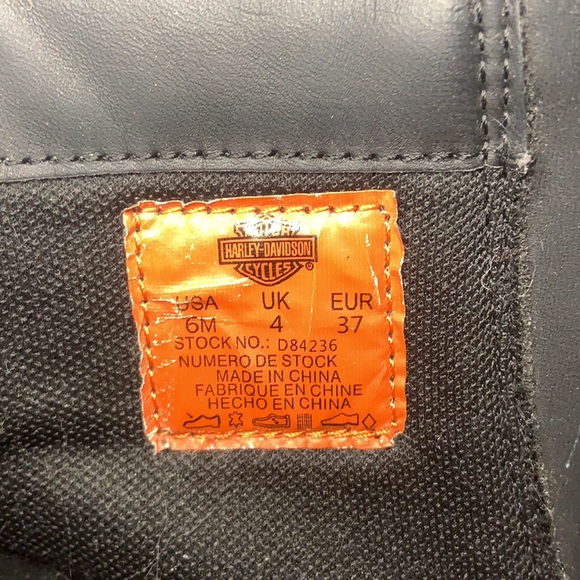 HARLEY-DAVIDSON
CYCLES
USA UK EUR
6M 4 37
STOCK NO.: D84236
NUMERO DE STOCK
MADE IN CHINA
FABRIQUE EN CHINE
HECHO EN CHINA